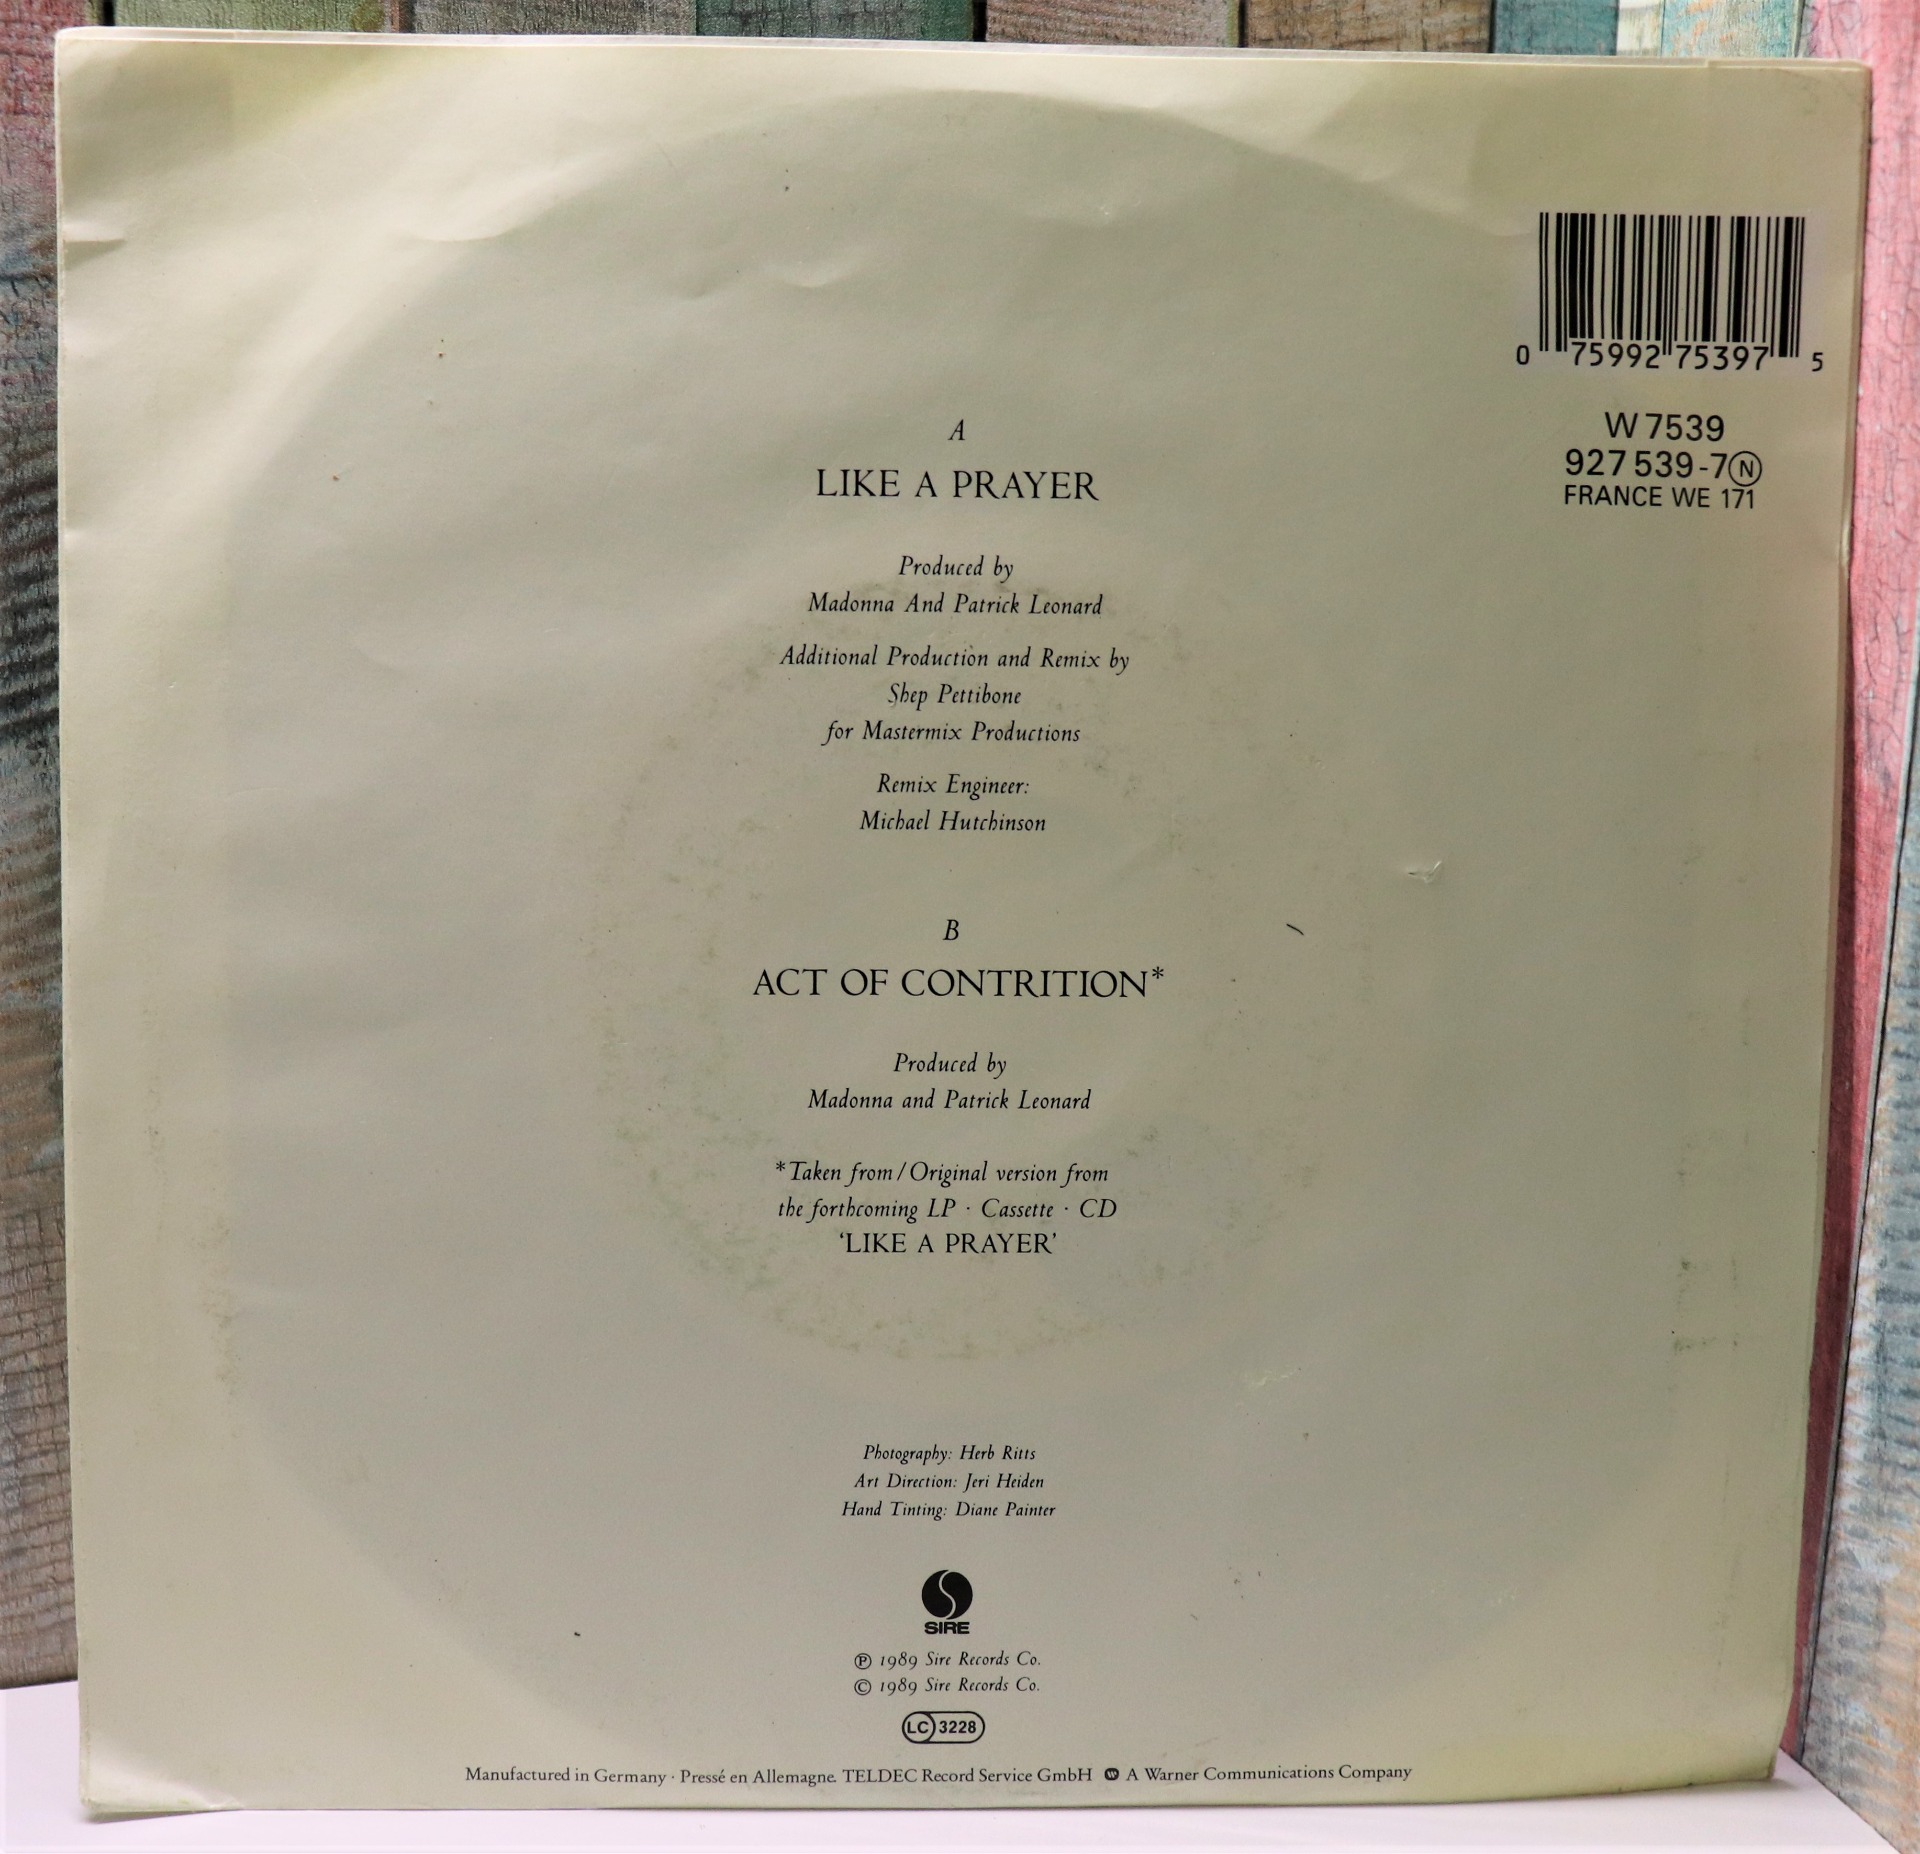 0 75992 75397 5
W 7539
927 539-7 Ⓝ
FRANCE WE 171
A
LIKE A PRAYER
Produced by
Madonna And Patrick Leonard
Additional Production and Remix by
Shep Pettibone
for Mastermix Productions
Remix Engineer:
Michael Hutchinson
B
ACT OF CONTRITION*
Produced by
Madonna and Patrick Leonard
*Taken from / Original version from
the forthcoming LP · Cassette · CD
‘LIKE A PRAYER’
Photography: Herb Ritts
Art Direction: Jeri Heiden
Hand Tinting: Diane Painter
SIRE
℗ 1989 Sire Records Co.
© 1989 Sire Records Co.
LC 3228
Manufactured in Germany · Pressé en Allemagne. TELDEC Record Service GmbH A Warner Communications Company